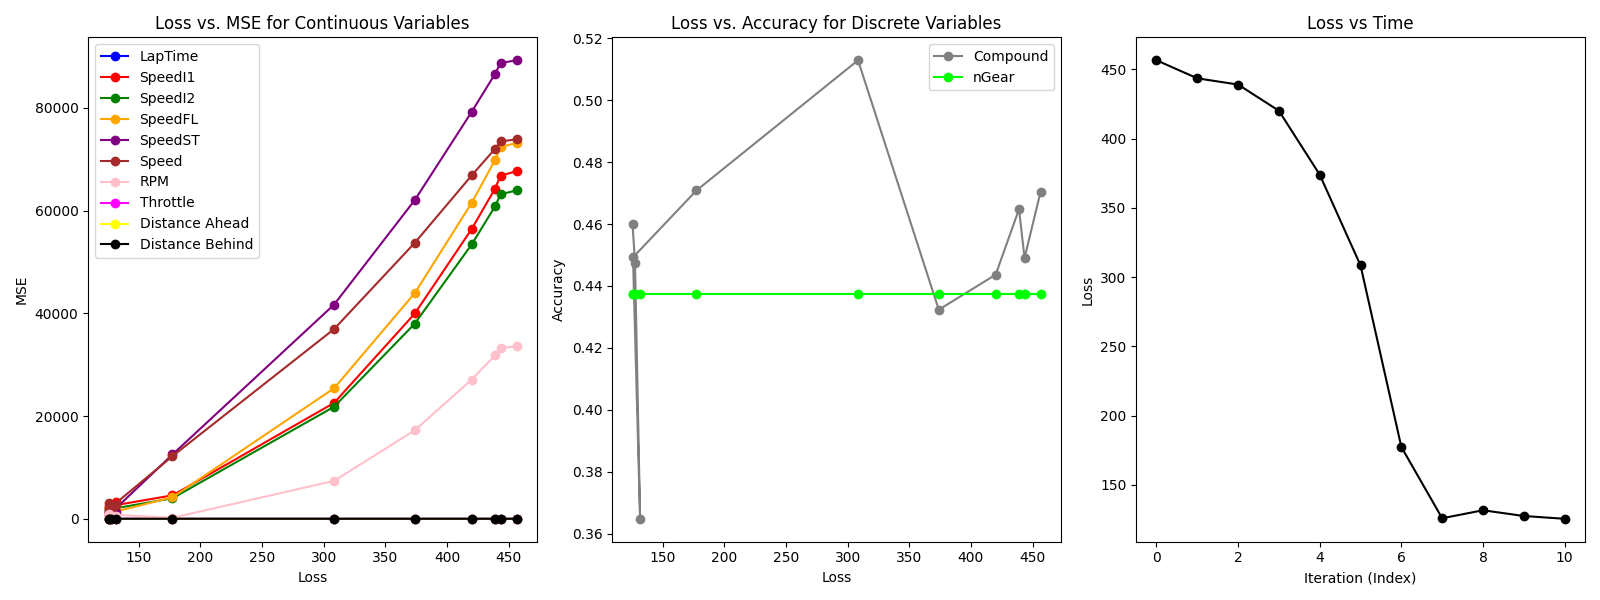 Loss vs. MSE for Continuous Variables
MSE
80000
60000
40000
20000
0
LapTime
SpeedI1
SpeedI2
SpeedFL
SpeedST
Speed
RPM
Throttle
Distance Ahead
Distance Behind
150 200 250 300 350 400 450
Loss
Loss vs. Accuracy for Discrete Variables
Accuracy
0.52
0.50
0.48
0.46
0.44
0.42
0.40
0.38
0.36
Compound
nGear
150 200 250 300 350 400 450
Loss
Loss vs Time
Loss
450
400
350
300
250
200
150
0 2 4 6 8 10
Iteration (Index)